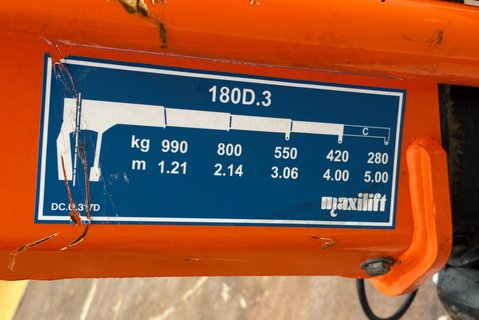 180D.3
C
kg 990 800 550 420 280
m 1.21 2.14 3.06 4.00 5.00
maxilift